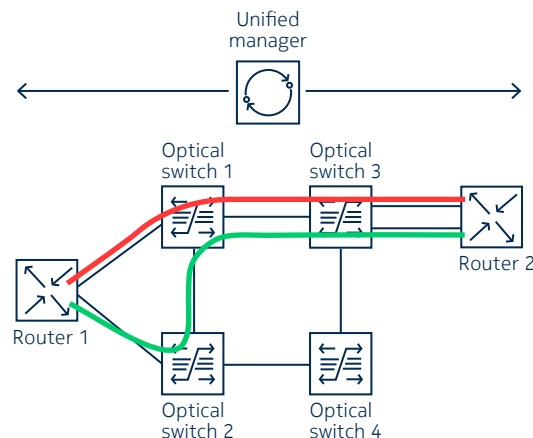 Unified
manager
Optical
switch 1
Optical
switch 3
Router 2
Router 1
Optical
switch 2
Optical
switch 4